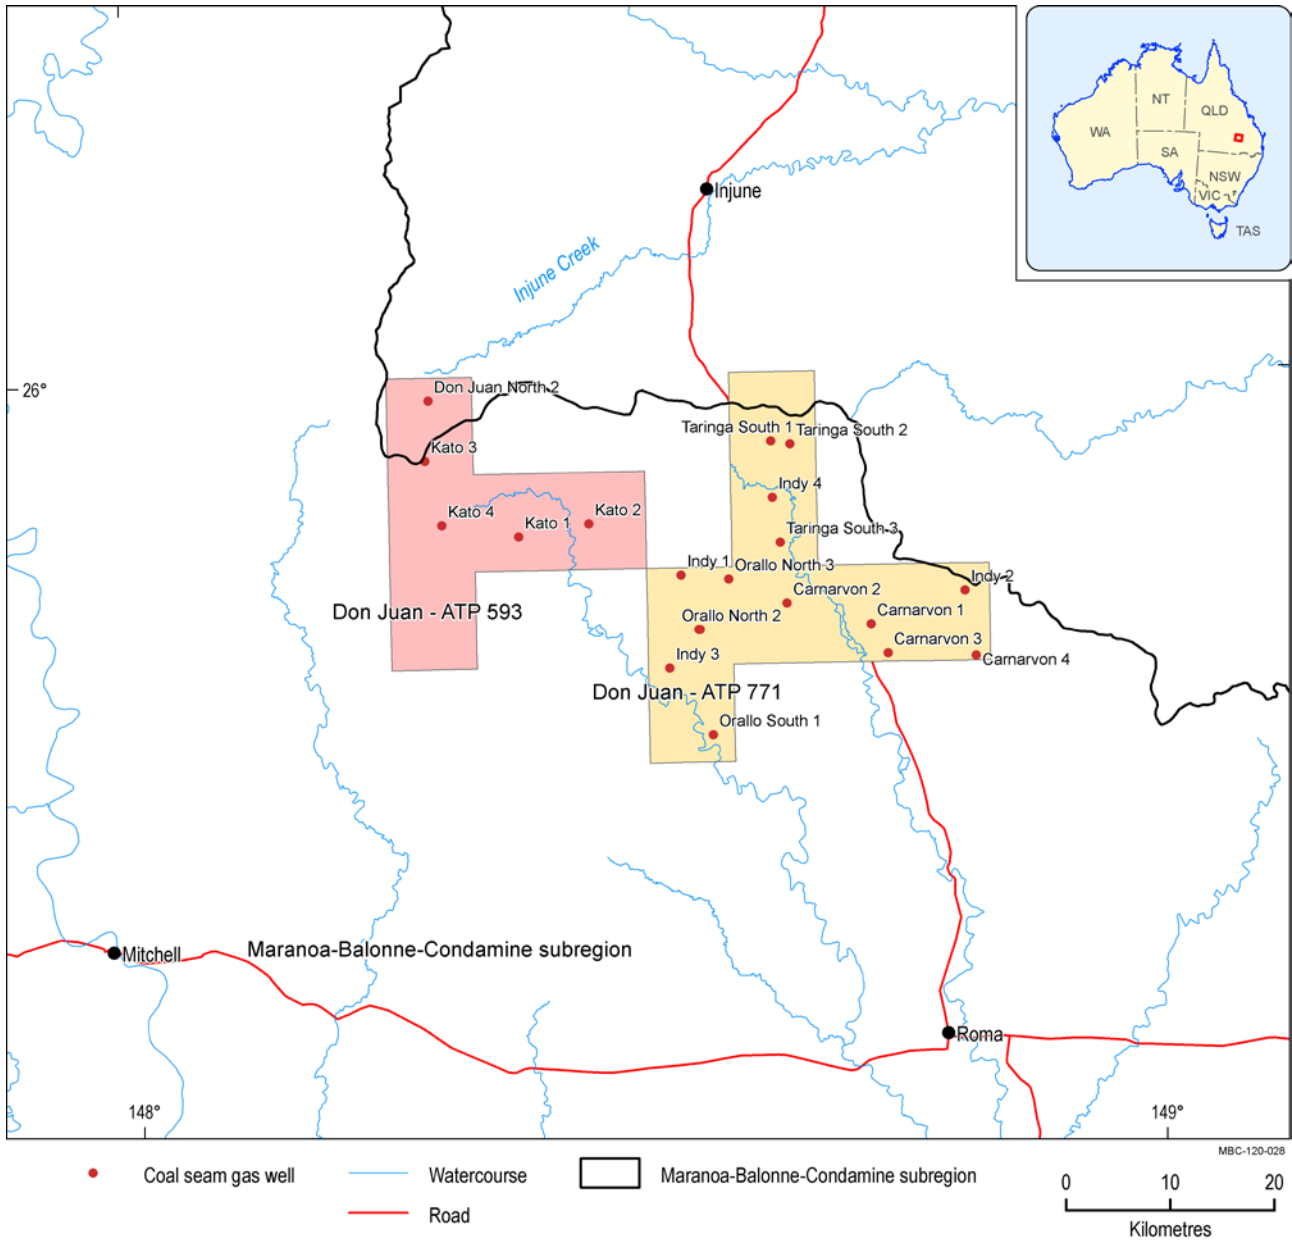 NT
QLD
WA
SA
NSW
VIC
TAS
Injune
Injune Creek
26°
Don Juan North 2
Kato 3
Taringa South 1
Taringa South 2
Indy 4
Kato 4
Kato 1
Kato 2
Taringa South 3
Indy 1
Orallo North 3
Indy 2
Carnarvon 2
Don Juan - ATP 593
Orallo North 2
Carnarvon 1
Carnarvon 3
Indy 3
Carnarvon 4
Don Juan - ATP 771
Orallo South 1
Maranoa-Balonne-Condamine subregion
Mitchell
Roma
148°
149°
MBC-120-028
Coal seam gas well
Watercourse
Maranoa-Balonne-Condamine subregion
Road
0 10 20
Kilometres